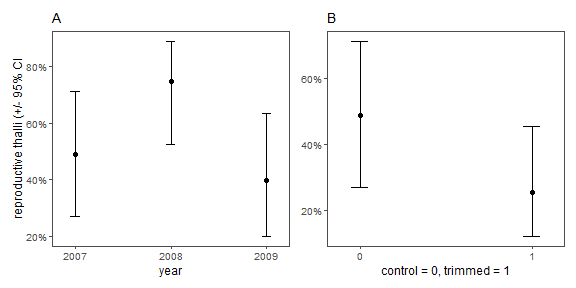 A
B
reproductive thalli (+/- 95% CI
80%
60%
40%
20%
2007 2008 2009
year
60%
40%
20%
0 1
control = 0, trimmed = 1